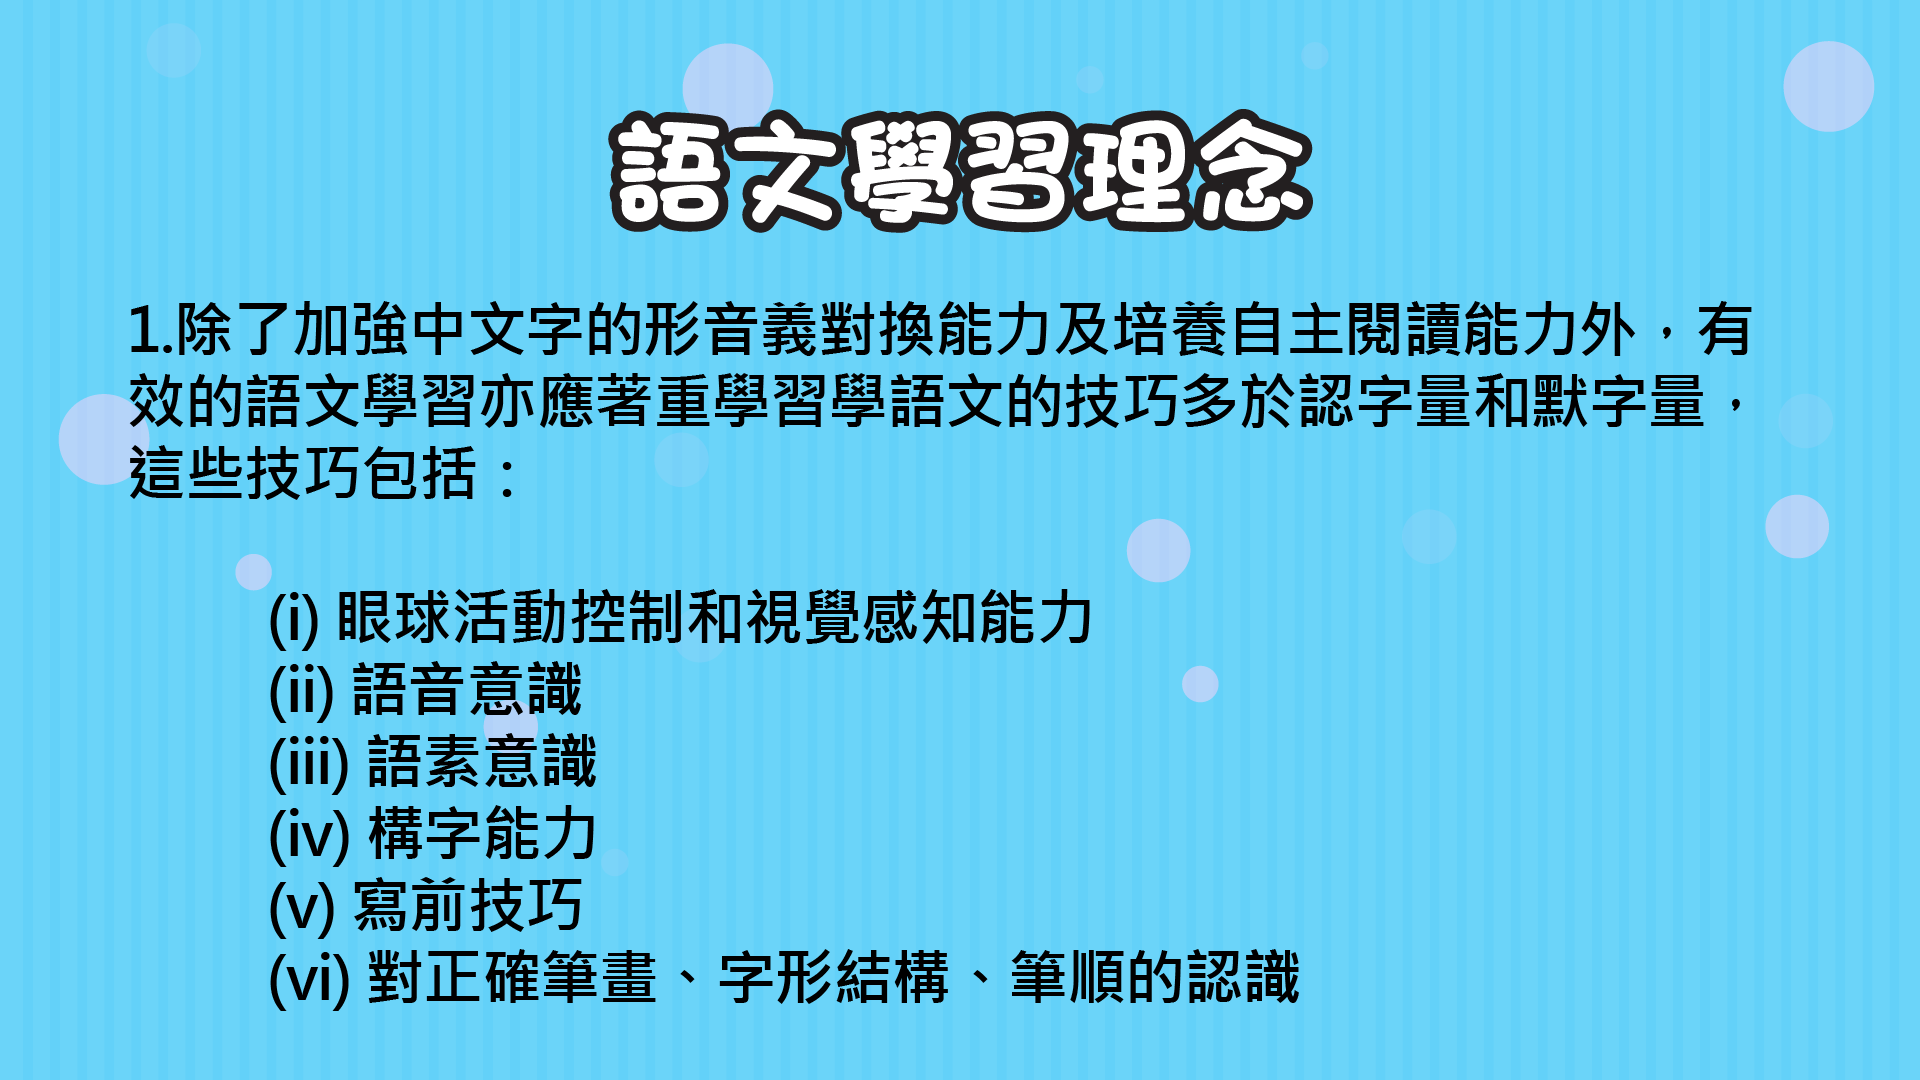 語文學習理念
1.除了加強中文字的形音義對換能力及培養自主閱讀能力外，有
效的語文學習亦應著重學習學語文的技巧多於認字量和默字量，
這些技巧包括：
(i) 眼球活動控制和視覺感知能力
(ii) 語音意識
(iii) 語素意識
(iv) 構字能力
(v) 寫前技巧
(vi) 對正確筆畫、字形結構、筆順的認識